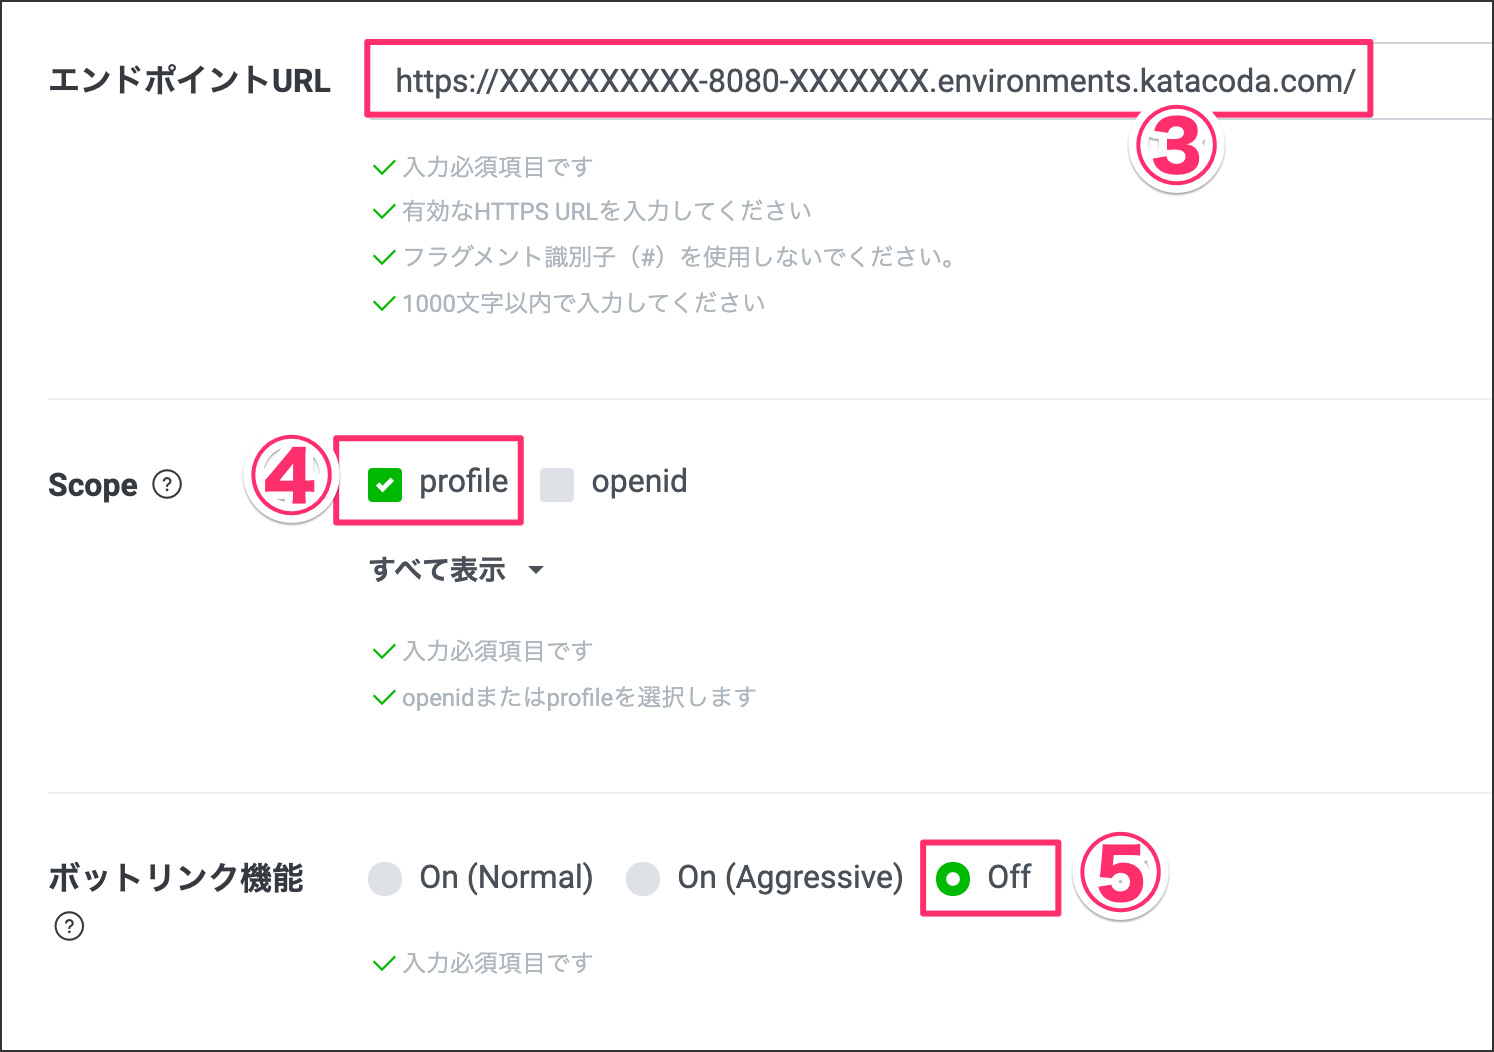 エンドポイントURL
https://XXXXXXXXXX-8080-XXXXXXX.environments.katacoda.com/
3
入力必須項目です
有効なHTTPS URLを入力してください
フラグメント識別子（#）を使用しないでください。
1000文字以内で入力してください
Scope ? 4 profile openid
すべて表示
入力必須項目です
openidまたはprofileを選択します
ボットリンク機能 On (Normal) On (Aggressive) Off 5
?
入力必須項目です